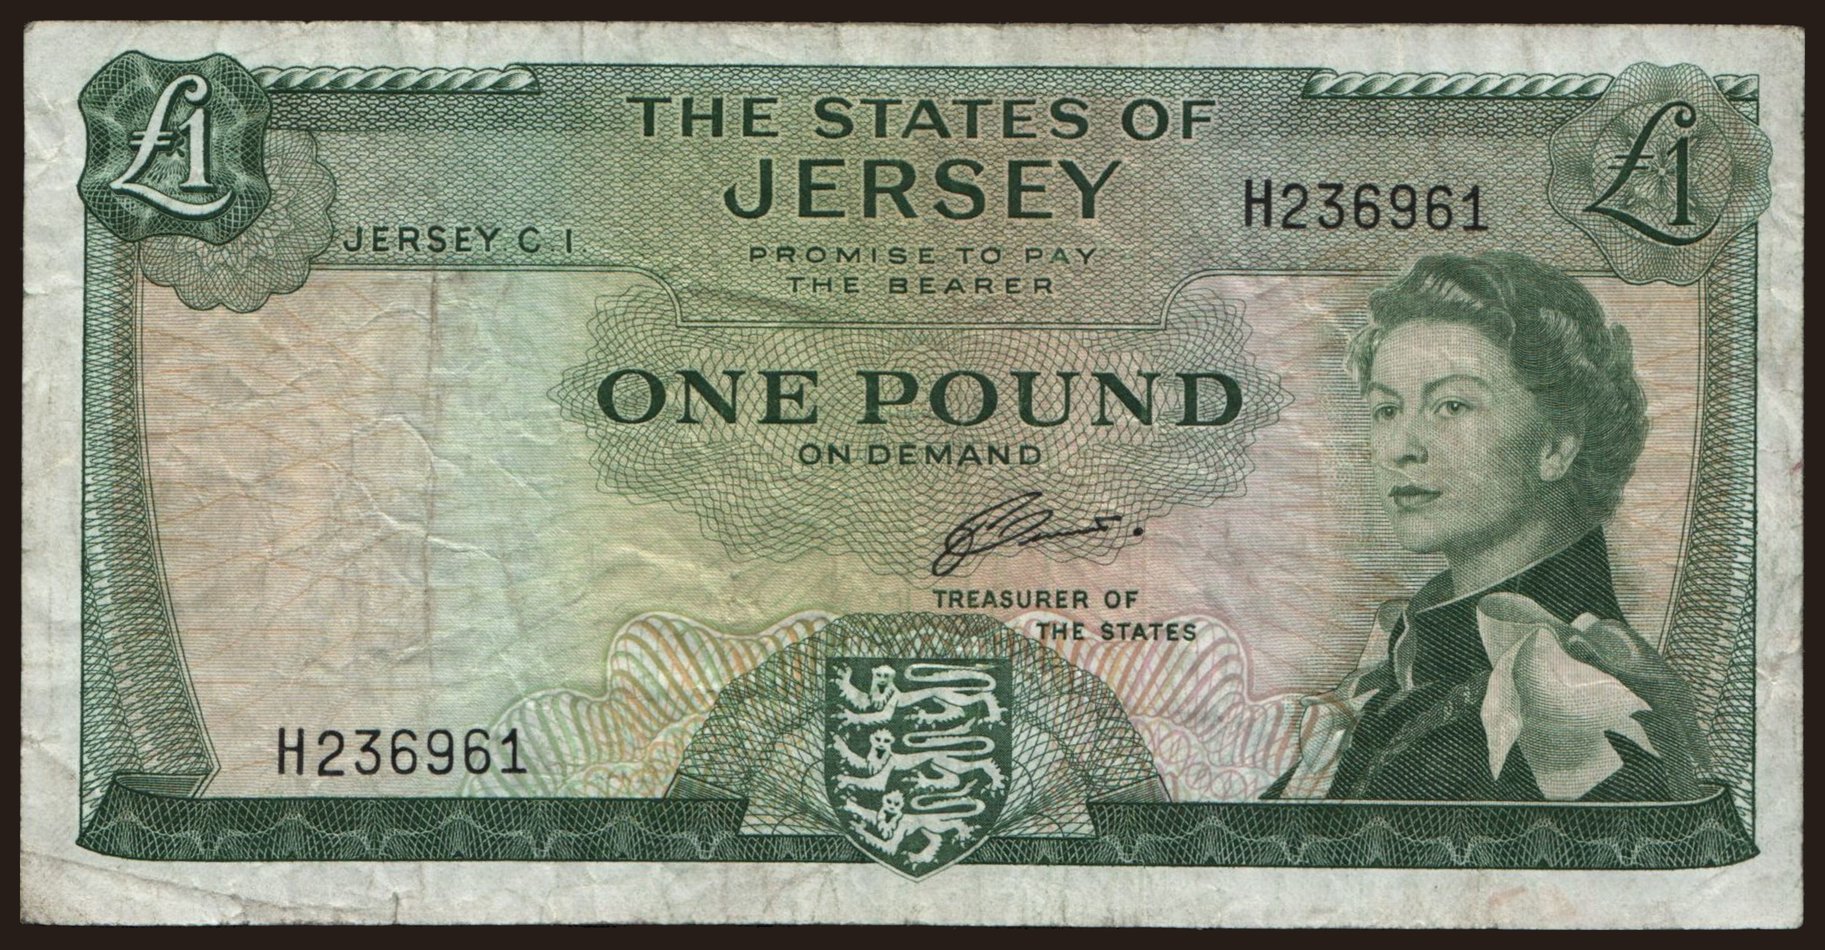 £1
£1
THE STATES OF
JERSEY
H236961
JERSEY. C. I.
PROMISE TO PAY
THE BEARER
ONE POUND
ON DEMAND
TREASURER OF
THE STATES
H236961